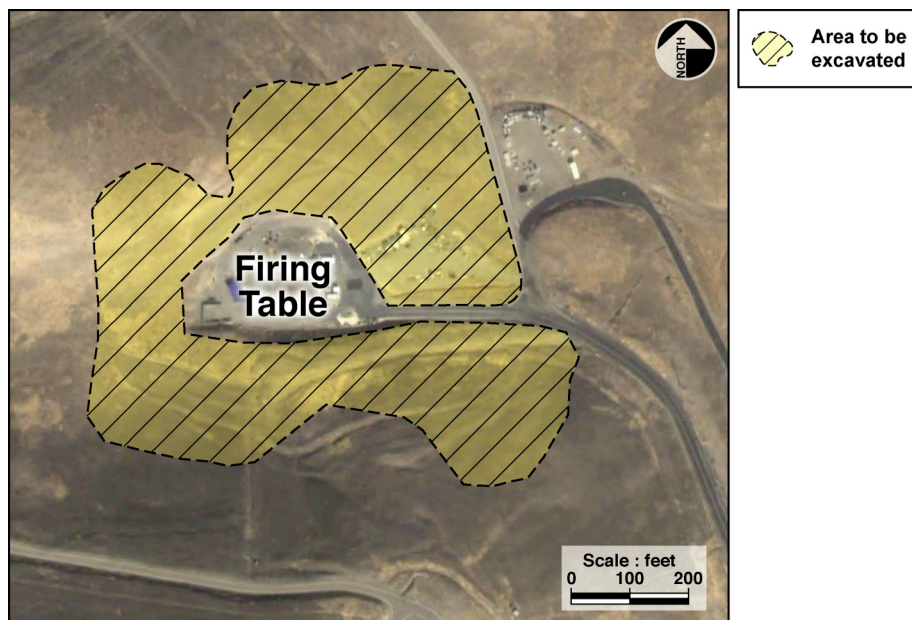 NORTH
Area to be
excavated
Firing
Table
Scale : feet
0 100 200